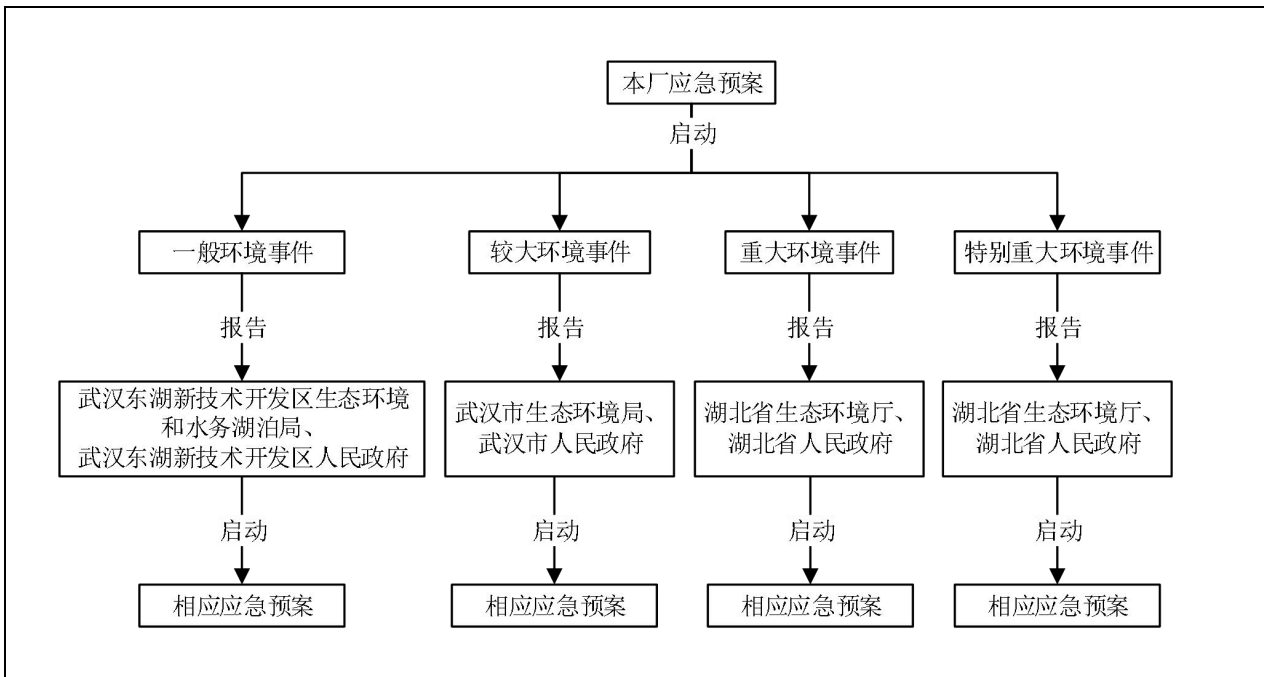 本厂应急预案
启动
一般环境事件
较大环境事件
重大环境事件
特别重大环境事件
报告
报告
报告
报告
武汉东湖新技术开发区生态环境
和水务湖泊局、
武汉东湖新技术开发区人民政府
武汉市生态环境局、
武汉市人民政府
湖北省生态环境厅、
湖北省人民政府
湖北省生态环境厅、
湖北省人民政府
启动
启动
启动
启动
相应应急预案
相应应急预案
相应应急预案
相应应急预案